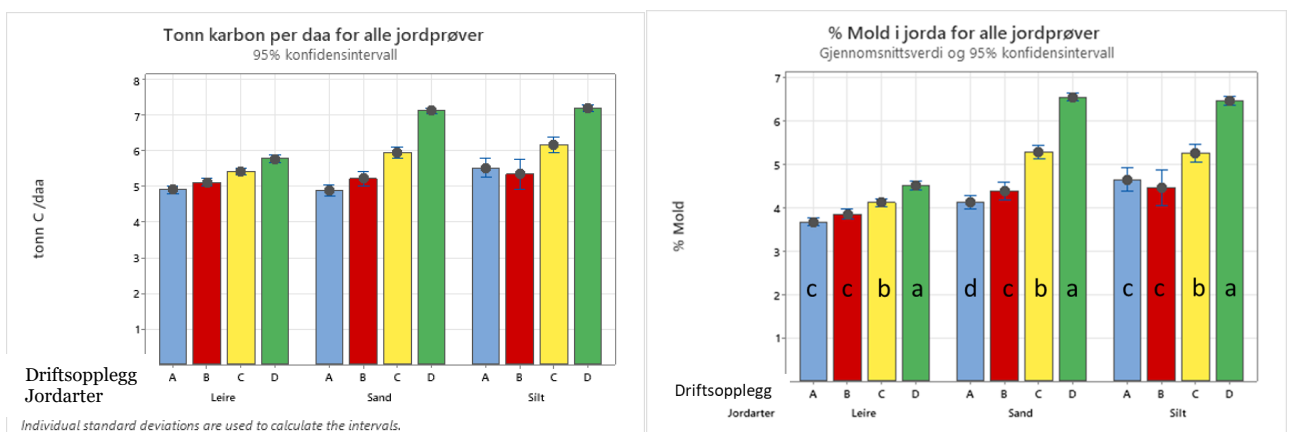 Tonn karbon per daa for alle jordprøver
95% konfidensintervall
tonn C /daa
8
7
6
5
4
3
2
1
Driftsopplegg A B C D A B C D A B C D
Jordarter Leire Sand Silt
Individual standard deviations are used to calculate the intervals.
% Mold i jorda for alle jordprøver
Gjennomsnittsverdi og 95% konfidensintervall
% Mold
7
6
5
4
3
2
1
c c b a d c b a c c b a
Driftsopplegg A B C D A B C D A B C D
Jordarter Leire Sand Silt